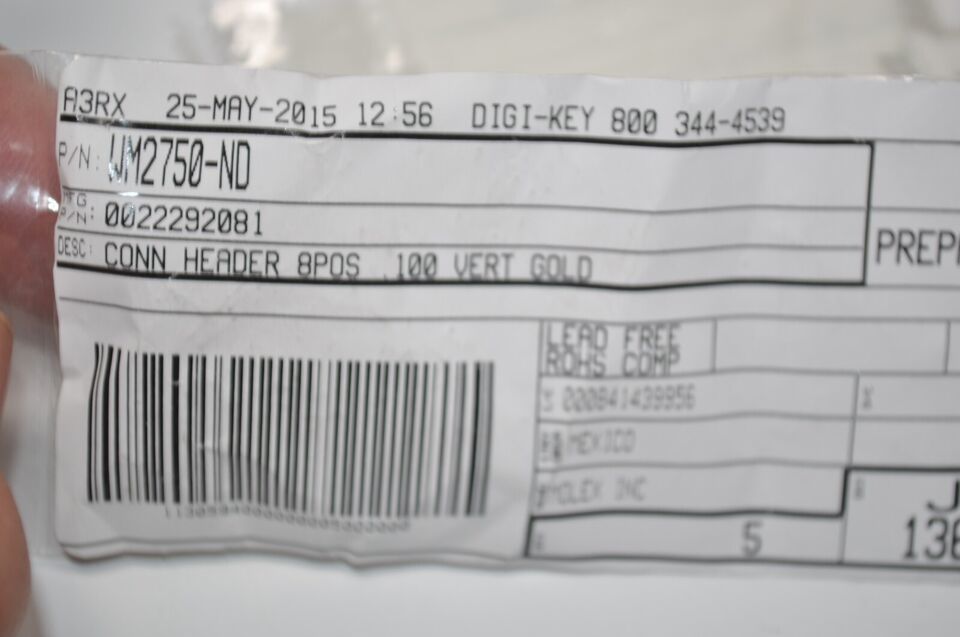 A3RX 25-MAY-2015 12:56 DIGI-KEY 800 344-4539
P/N: WM2750-ND
MFG P/N: 0022292081
DESC: CONN HEADER 8POS .100 VERT GOLD
PREP
LEAD FREE
ROHS COMP
000841439956
MEXICO
MOLEX INC
5
J
136